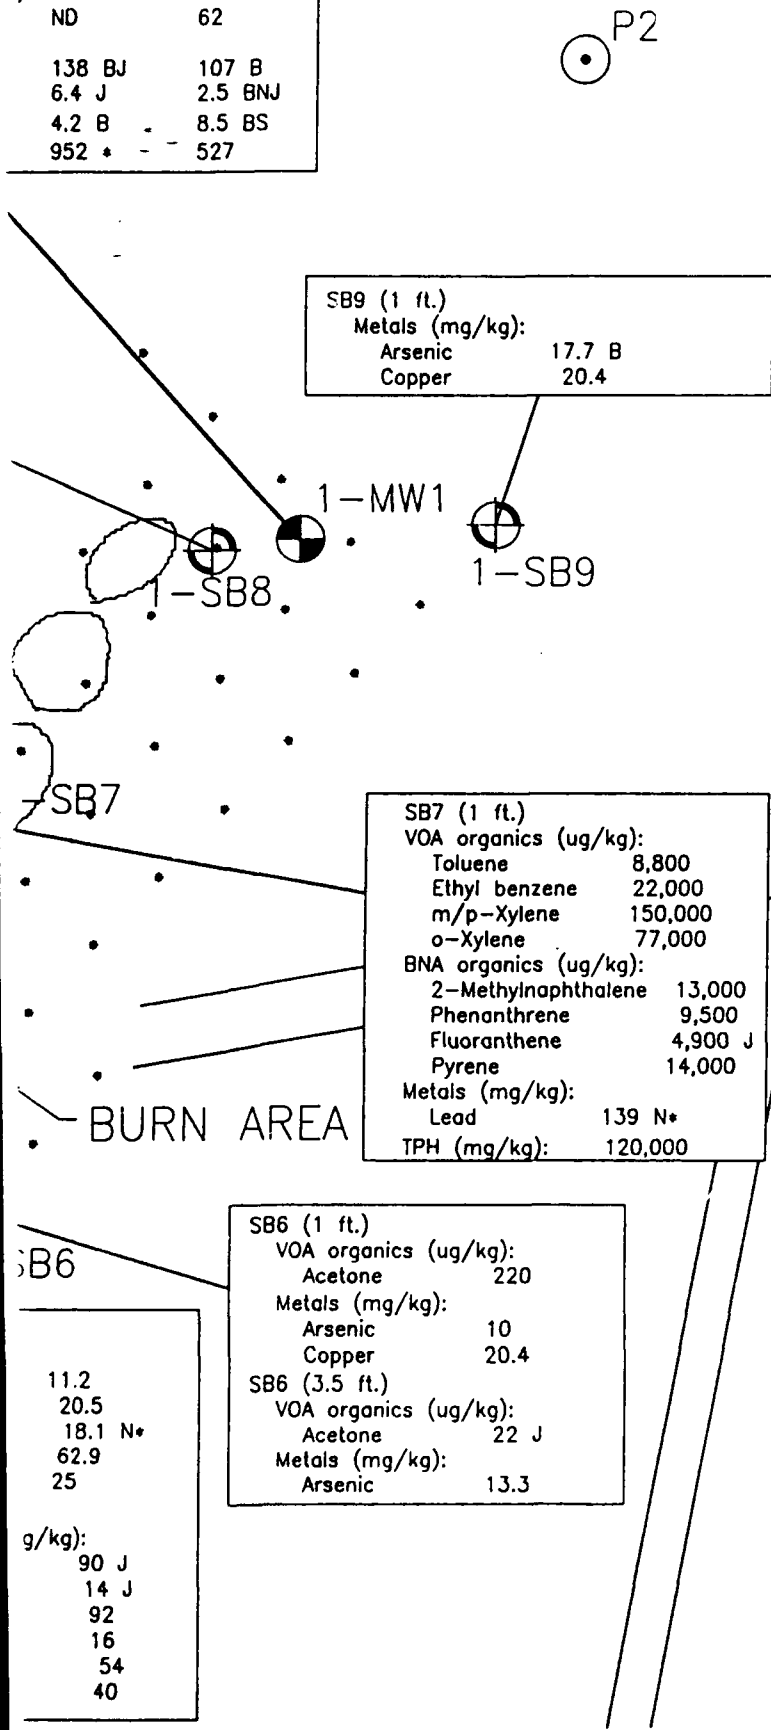 ND 62
138 BJ 107 B
6.4 J 2.5 BNJ
4.2 B 8.5 BS
952 * 527
P2
SB9 (1 ft.)
Metals (mg/kg):
Arsenic 17.7 B
Copper 20.4
1-MW1
1-SB8
1-SB9
-SB7
SB7 (1 ft.)
VOA organics (ug/kg):
Toluene 8,800
Ethyl benzene 22,000
m/p-Xylene 150,000
o-Xylene 77,000
BNA organics (ug/kg):
2-Methylnaphthalene 13,000
Phenanthrene 9,500
Fluoranthene 4,900 J
Pyrene 14,000
Metals (mg/kg):
Lead 139 N*
TPH (mg/kg): 120,000
BURN AREA
SB6
SB6 (1 ft.)
VOA organics (ug/kg):
Acetone 220
Metals (mg/kg):
Arsenic 10
Copper 20.4
SB6 (3.5 ft.)
VOA organics (ug/kg):
Acetone 22 J
Metals (mg/kg):
Arsenic 13.3
11.2
20.5
18.1 N*
62.9
25
g/kg):
90 J
14 J
92
16
54
40